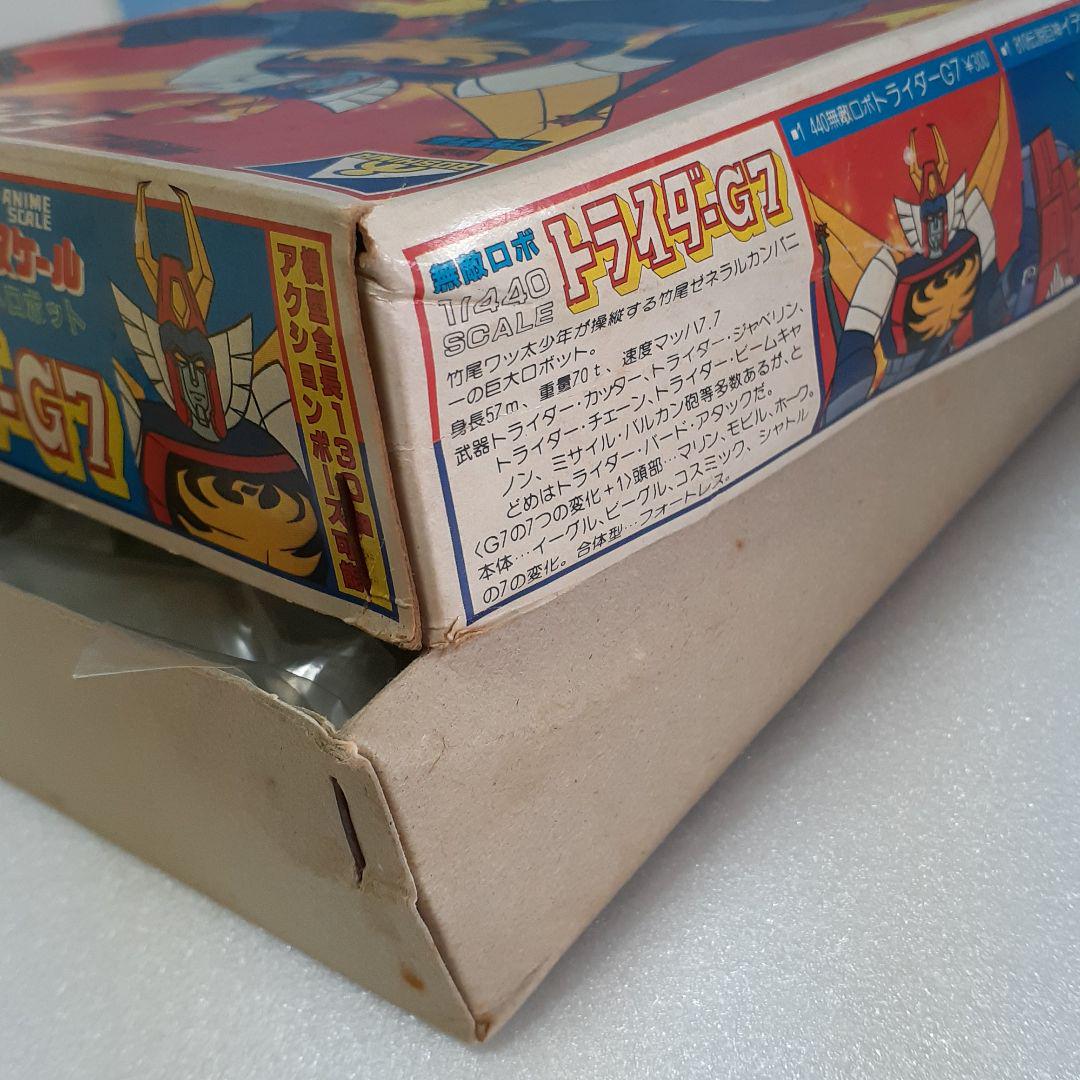 ANIME
SCALE
スケール
ロボット
G7
模型全長130
アクションポーズ可能
無敵ロボ
トライダーG7
1/440
SCALE
竹尾ワッ太少年が操縦する竹尾ゼネラルカンパニ
ーの巨大ロボット。
身長57m、重量70t、速度マッハ7.7
武器トライダー・カッター、トライダー・ジャベリン、
トライダー・チェーン、トライダー・ビームキャ
ノン、ミサイル・バルカン砲等多数あるが、と
どめはトライダー・バード・アタックだ。
〈G7の7つの変化+1〉頭部…マリン、モビル、ホーク。
本体…イーグル、ビーグル、コスミック、シャトル
の7の変化。合体型…フォートレス。
■1/440無敵ロボトライダーG7 ¥300